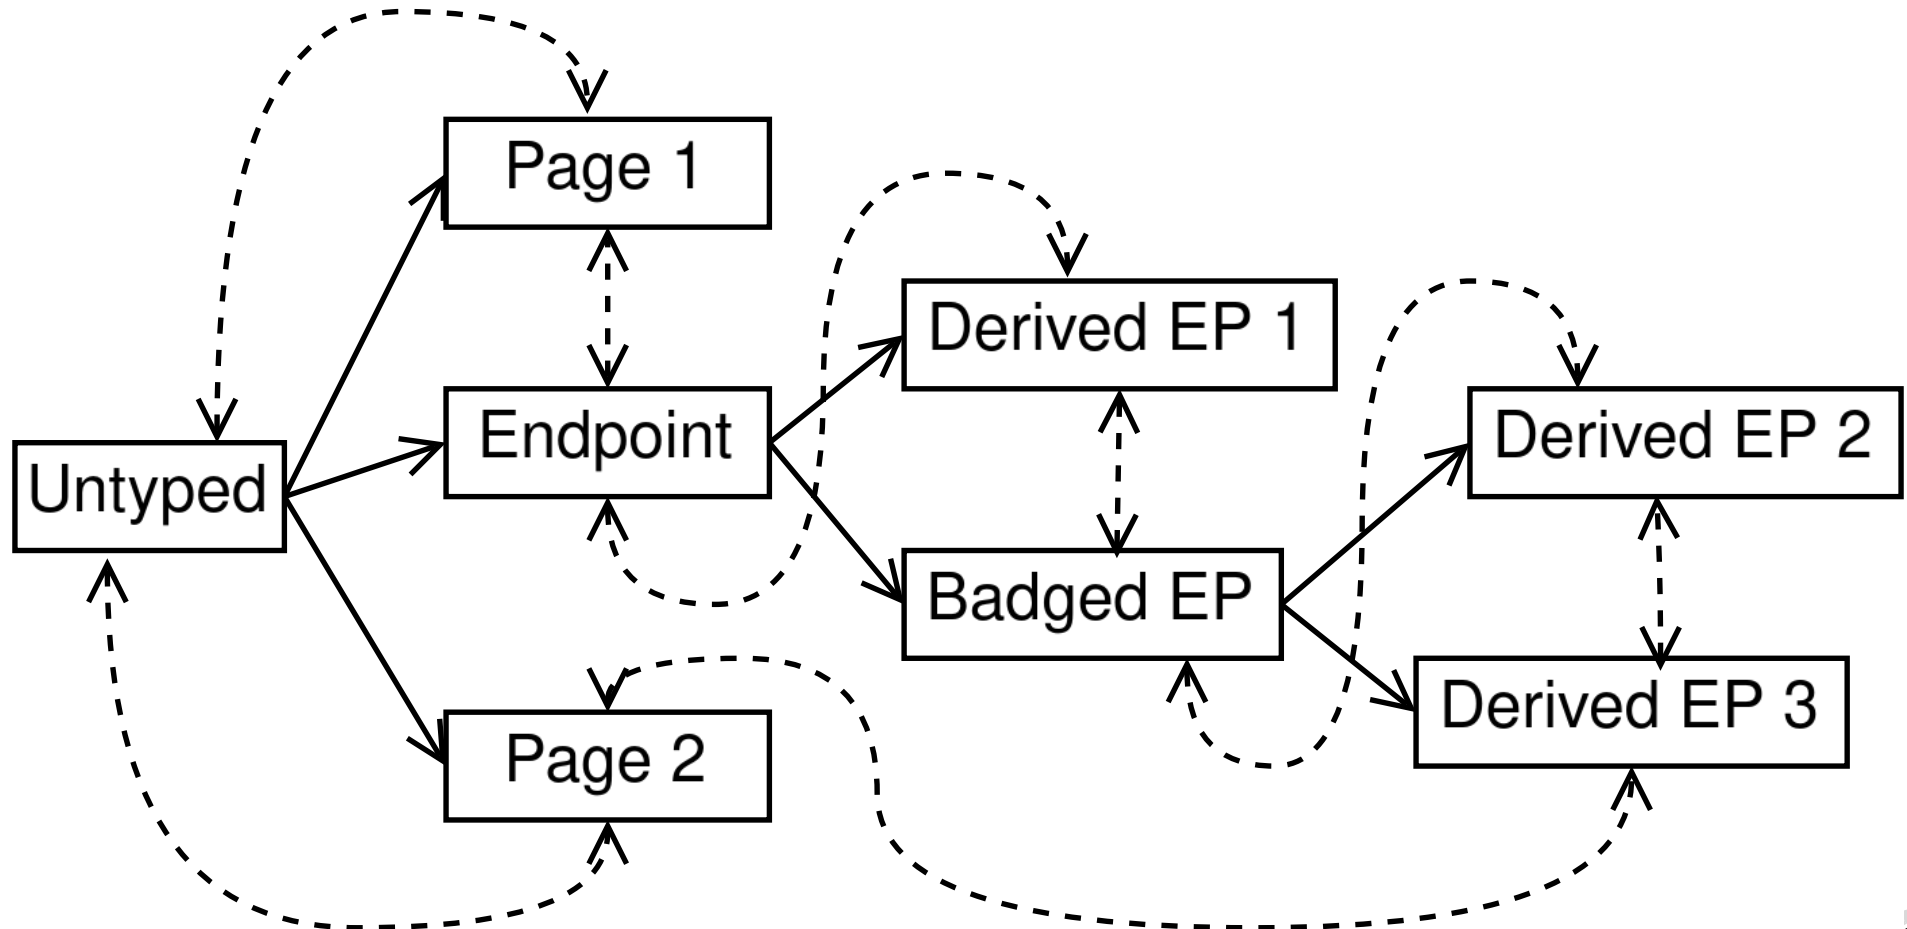 Page 1
Derived EP 1
Endpoint
Derived EP 2
Untyped
Badged EP
Derived EP 3
Page 2